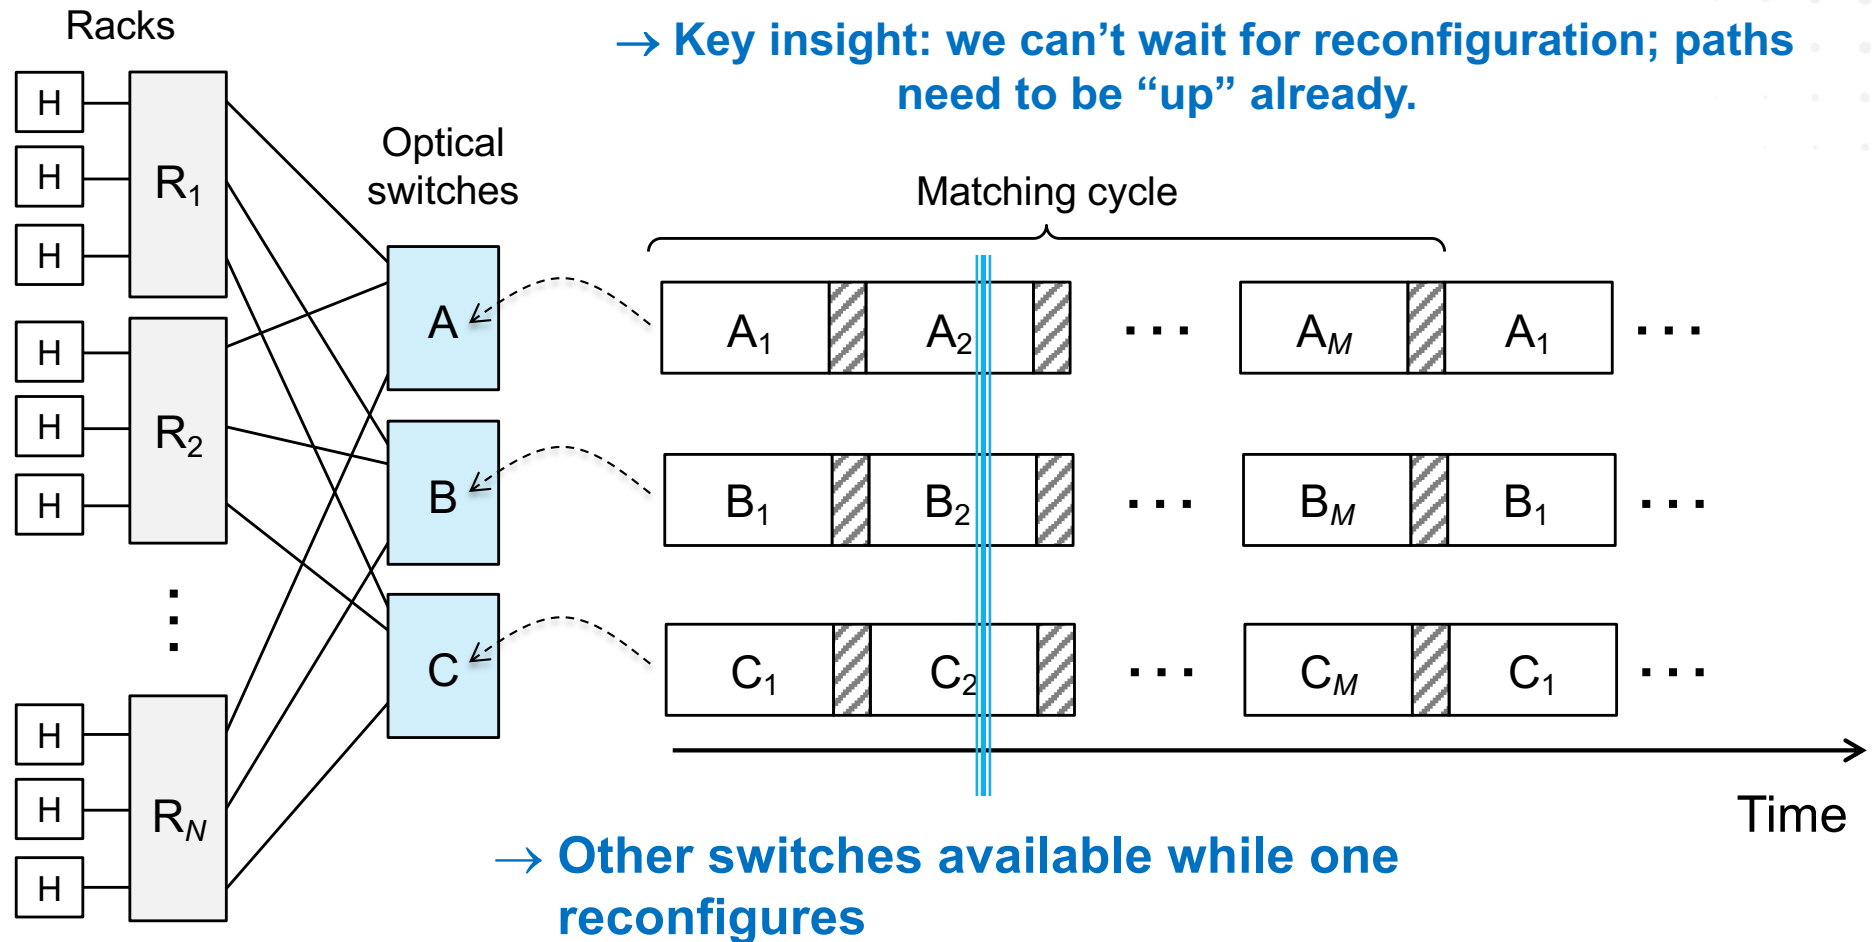 Racks
→ Key insight: we can’t wait for reconfiguration; paths
need to be “up” already.
H
H
H
R1
Optical
switches
Matching cycle
H
H
H
R2
A
A1
A2
· · ·
AM
A1
· · ·
B
B1
B2
· · ·
BM
B1
· · ·
C
C1
C2
· · ·
CM
C1
· · ·
H
H
H
RN
Time
→ Other switches available while one
reconfigures